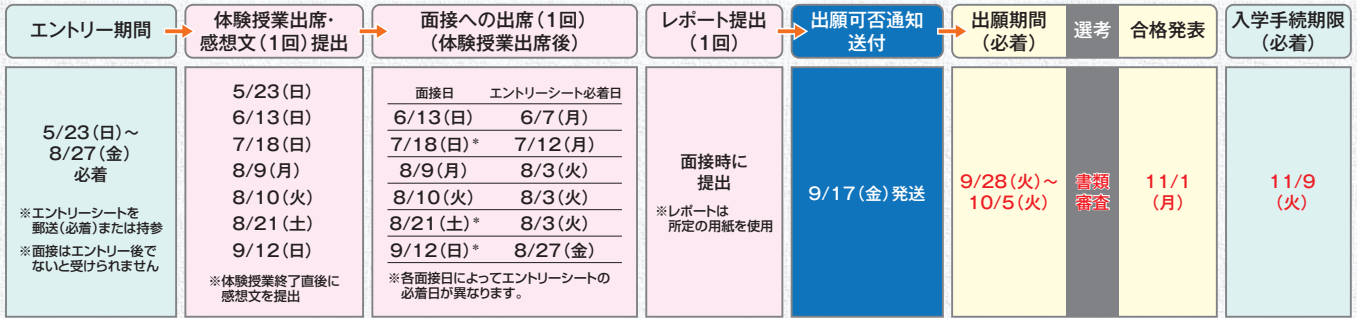 エントリー期間
体験授業出席・
感想文(1回)提出
面接への出席(1回)
(体験授業出席後)
レポート提出
(1回)
出願可否通知
送付
出願期間
(必着)
選考
合格発表
入学手続期限
(必着)
5/23(日)〜
8/27(金)
必着
※エントリーシートを
郵送(必着)または持参
※面接はエントリー後で
ないと受けられません
5/23(日)
6/13(日)
7/18(日)
8/9(月)
8/10(火)
8/21(土)
9/12(日)
※体験授業終了直後に
感想文を提出
面接日 エントリーシート必着日
6/13(日) 6/7(月)
7/18(日)* 7/12(月)
8/9(月) 8/3(火)
8/10(火) 8/3(火)
8/21(土)* 8/3(火)
9/12(日)* 8/27(金)
※各面接日によってエントリーシートの
必着日が異なります。
面接時に
提出
※レポートは
所定の用紙を使用
9/17(金)発送
9/28(火)〜
10/5(火)
書類
審査
11/1
(月)
11/9
(火)